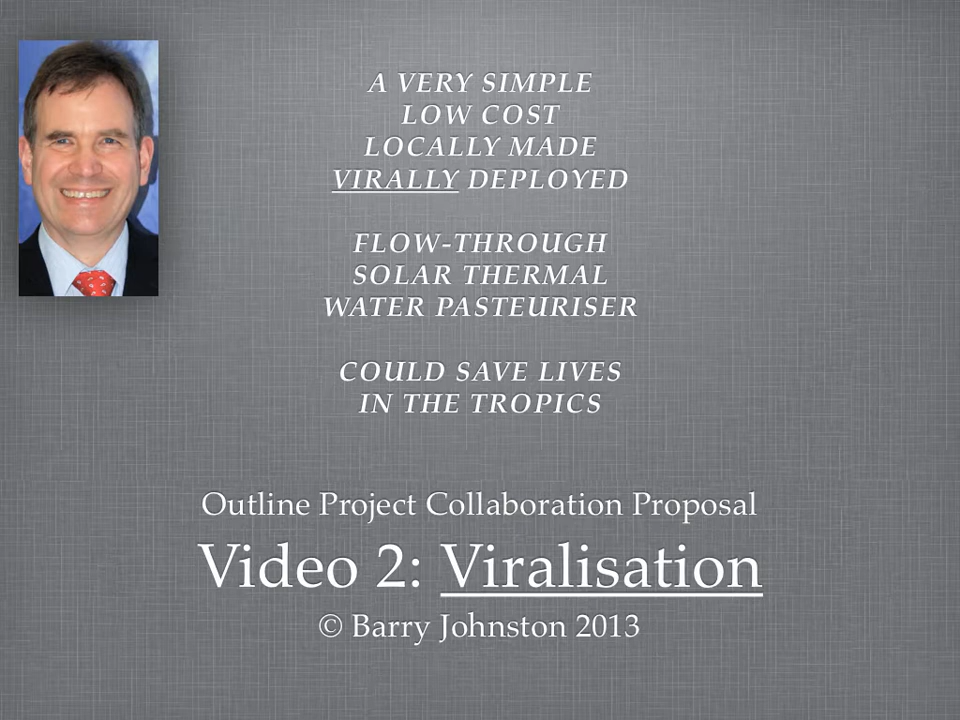 A VERY SIMPLE
LOW COST
LOCALLY MADE
VIRALLY DEPLOYED
FLOW-THROUGH
SOLAR THERMAL
WATER PASTEURISER
COULD SAVE LIVES
IN THE TROPICS
Outline Project Collaboration Proposal
Video 2: Viralisation
© Barry Johnston 2013